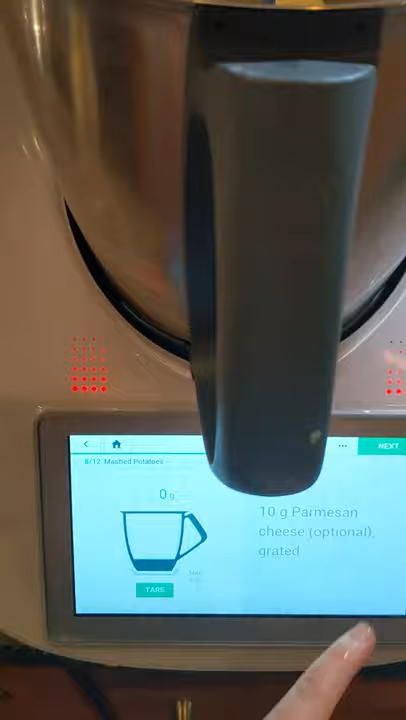 NEXT
8/12 Mashed Potatoes
0 g
10 g Parmesan
cheese (optional),
grated
TARE